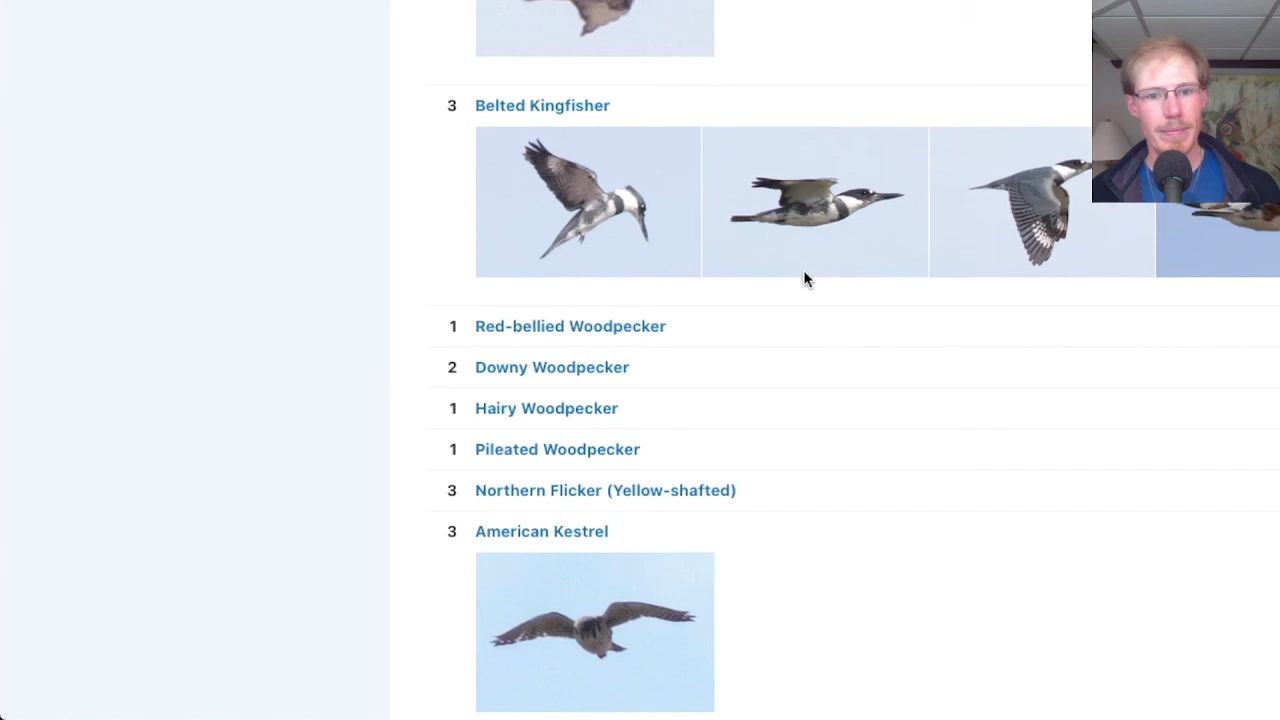 3 Belted Kingfisher
1 Red-bellied Woodpecker
2 Downy Woodpecker
1 Hairy Woodpecker
1 Pileated Woodpecker
3 Northern Flicker (Yellow-shafted)
3 American Kestrel